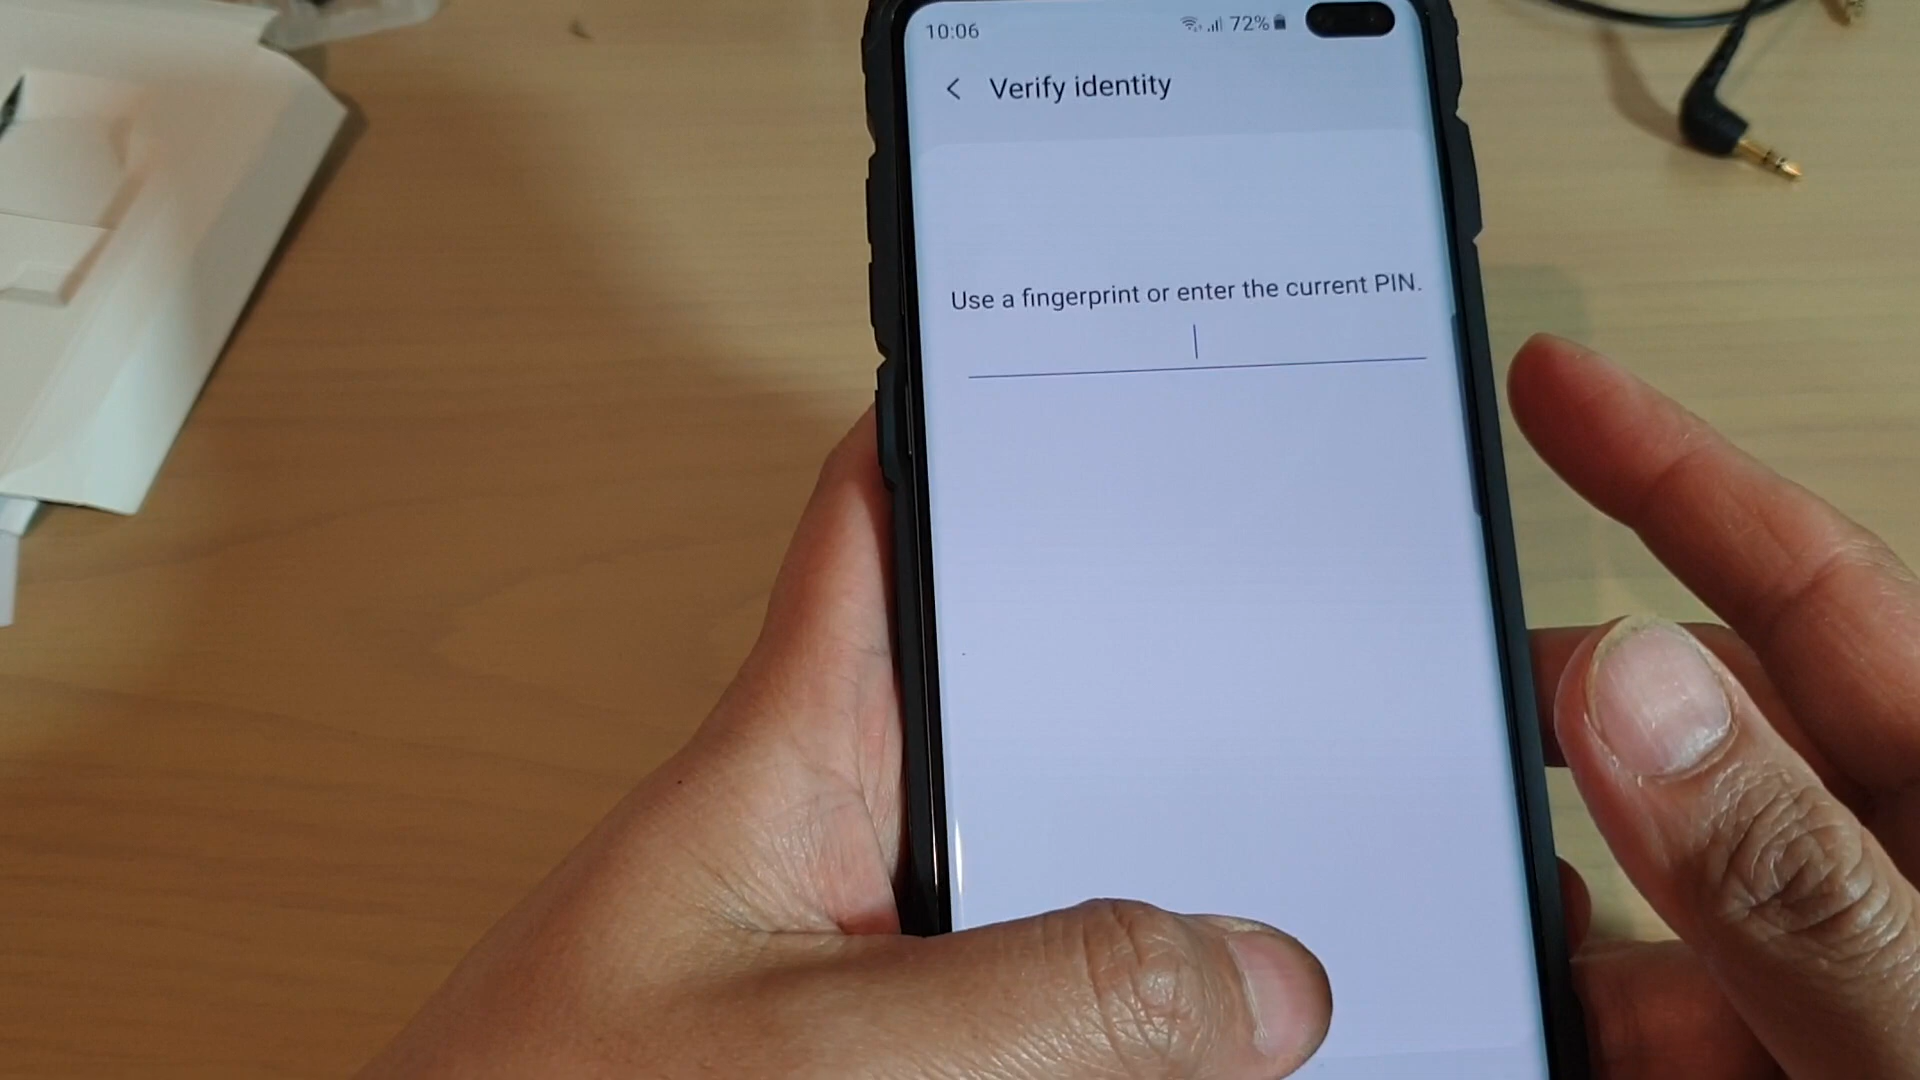 10:06 72%
Verify identity
Use a fingerprint or enter the current PIN.